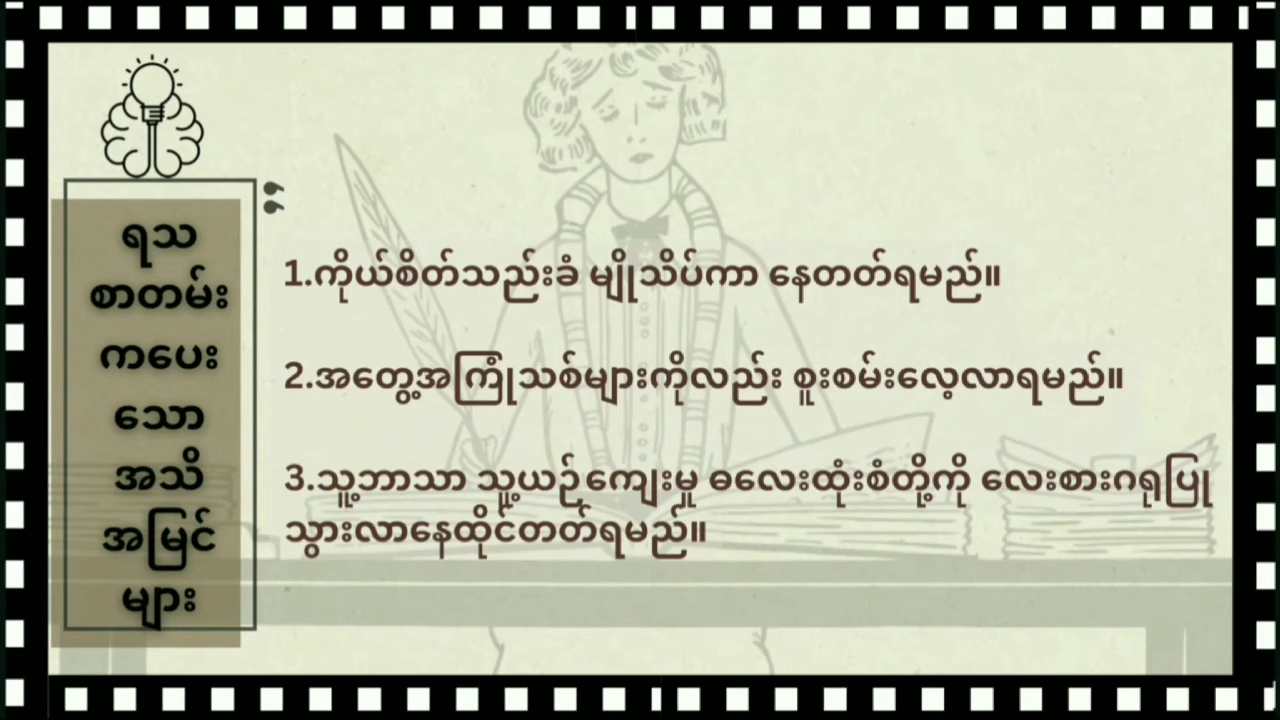 ရသ
စာတမ်း
ကပေး
သော
အသိ
အမြင်
များ
1.ကိုယ်စိတ်သည်းခံ မျိုသိပ်ကာ နေတတ်ရမည်။
2.အတွေ့အကြုံသစ်များကိုလည်း စူးစမ်းလေ့လာရမည်။
3.သူ့ဘာသာ သူ့ယဉ်ကျေးမှု ဓလေးထုံးစံတို့ကို လေးစားဂရုပြု
သွားလာနေထိုင်တတ်ရမည်။